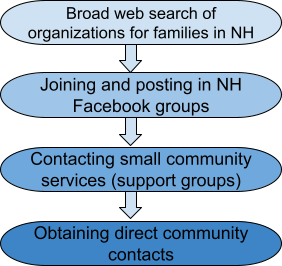 Broad web search of
organizations for families in NH
Joining and posting in NH
Facebook groups
Contacting small community
services (support groups)
Obtaining direct community
contacts